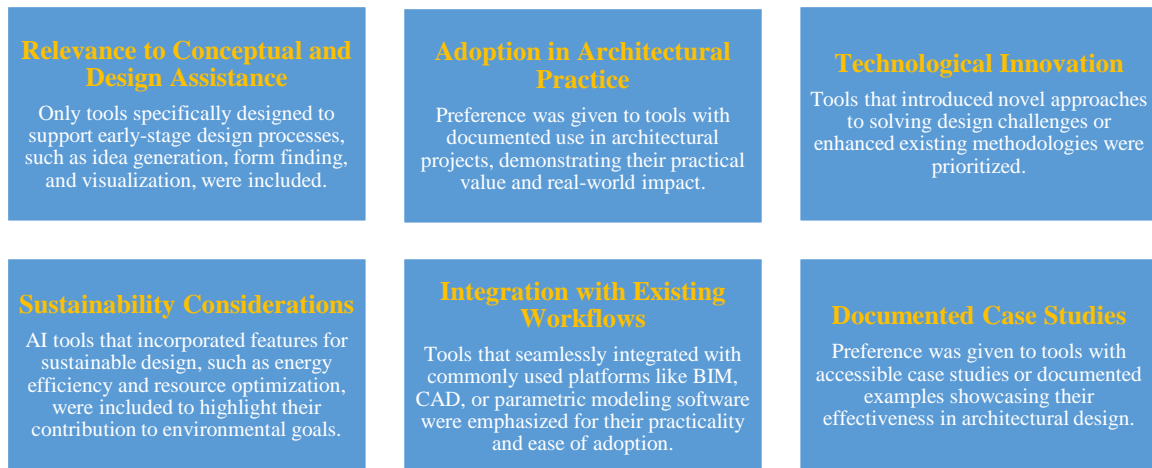 Relevance to Conceptual and
Design Assistance
Only tools specifically designed to
support early-stage design processes,
such as idea generation, form finding,
and visualization, were included.
Adoption in Architectural
Practice
Preference was given to tools with
documented use in architectural
projects, demonstrating their practical
value and real-world impact.
Technological Innovation
Tools that introduced novel approaches
to solving design challenges or
enhanced existing methodologies were
prioritized.
Sustainability Considerations
AI tools that incorporated features for
sustainable design, such as energy
efficiency and resource optimization,
were included to highlight their
contribution to environmental goals.
Integration with Existing
Workflows
Tools that seamlessly integrated with
commonly used platforms like BIM,
CAD, or parametric modeling software
were emphasized for their practicality
and ease of adoption.
Documented Case Studies
Preference was given to tools with
accessible case studies or documented
examples showcasing their
effectiveness in architectural design.